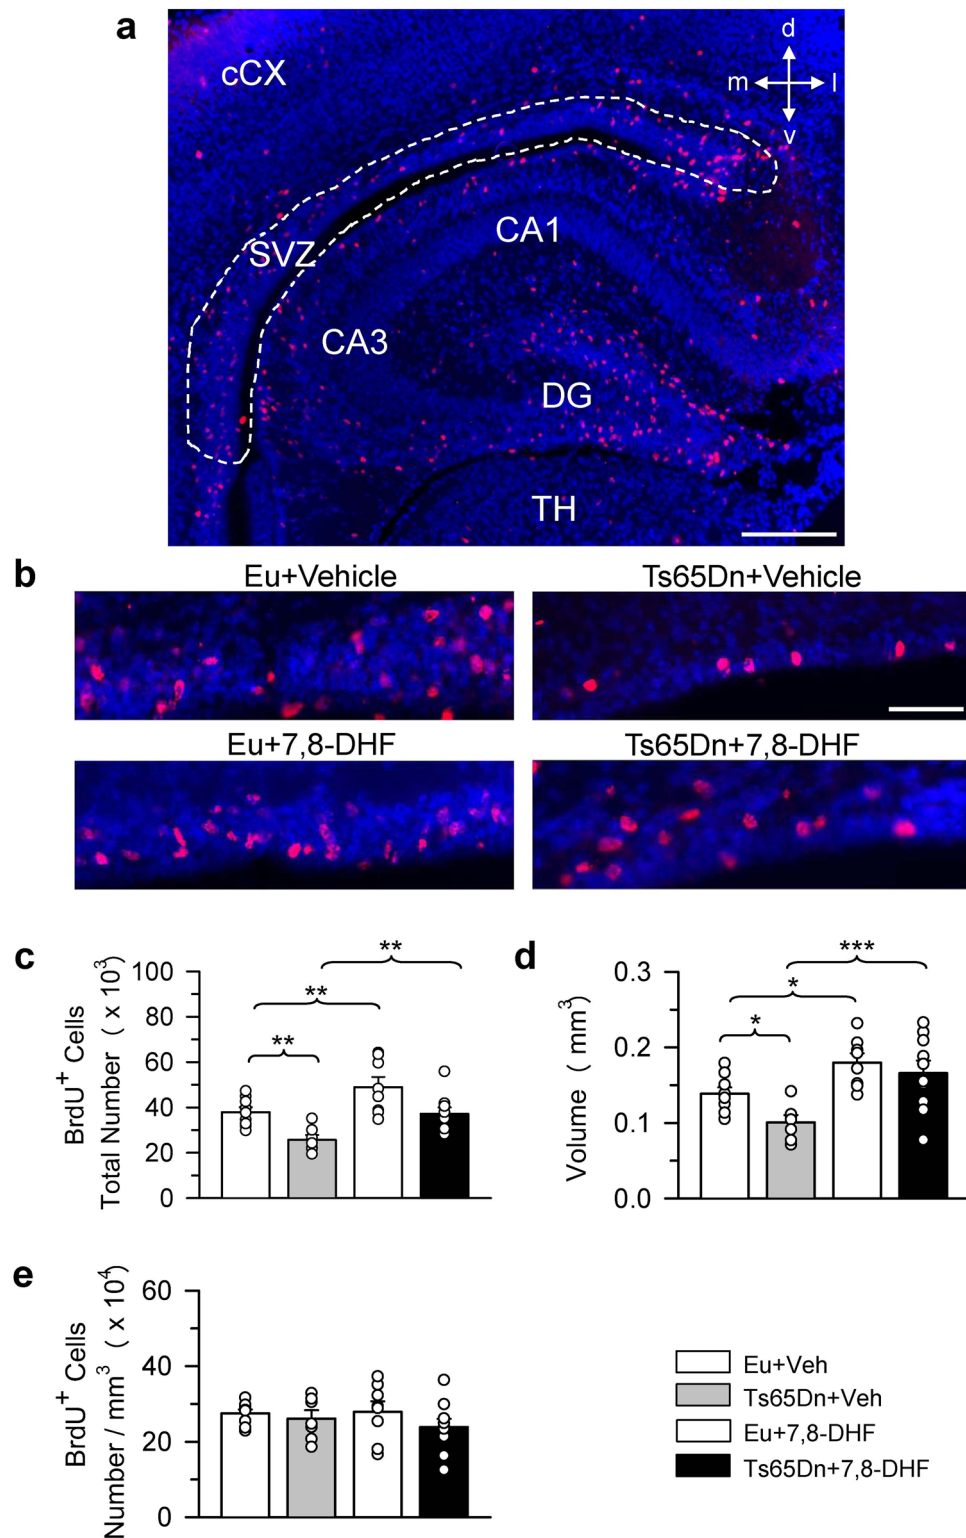 a
d
m l
v
cCX
SVZ
CA1
CA3
DG
TH
b
Eu+Vehicle
Ts65Dn+Vehicle
Eu+7,8-DHF
Ts65Dn+7,8-DHF
c
BrdU⁺ Cells
Total Number ( x 10³)
100
80
60
40
20
0
**
**
**
d
Volume ( mm³)
0.3
0.2
0.1
0.0
*
*
***
e
BrdU⁺ Cells
Number / mm³ ( x 10⁴)
60
40
20
0
Eu+Veh
Ts65Dn+Veh
Eu+7,8-DHF
Ts65Dn+7,8-DHF